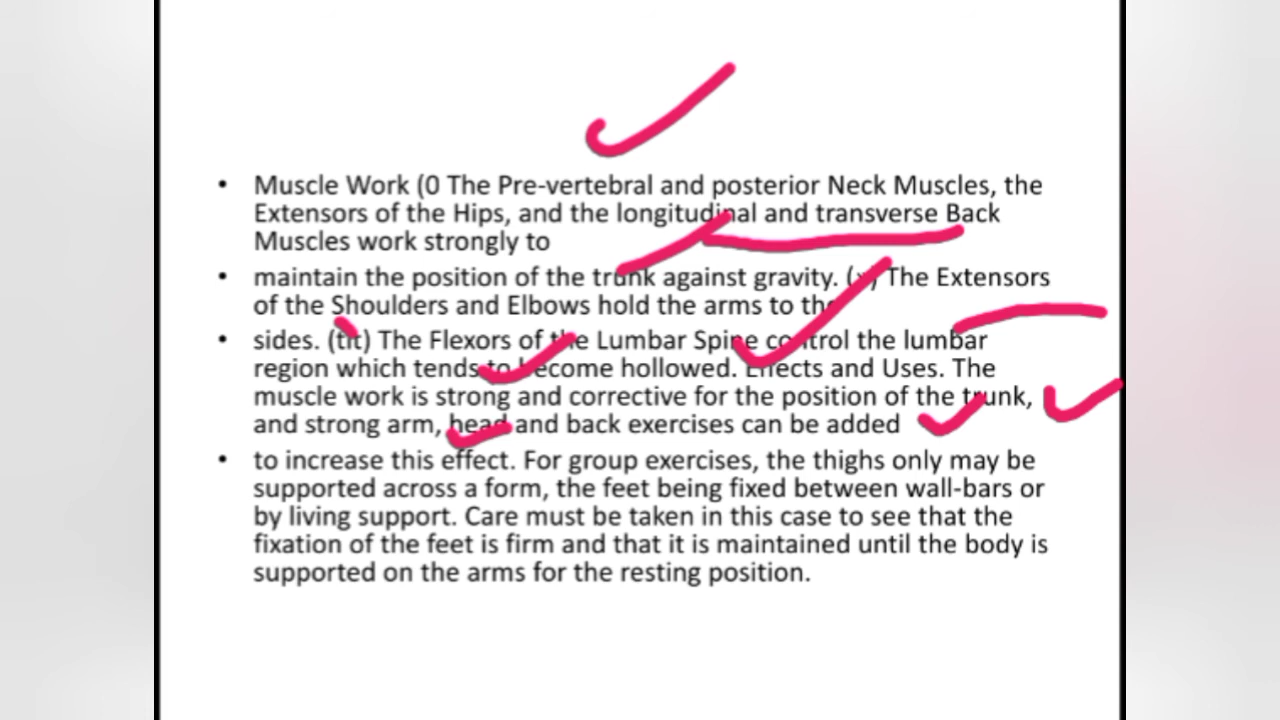 • Muscle Work (0 The Pre-vertebral and posterior Neck Muscles, the
Extensors of the Hips, and the longitudinal and transverse Back
Muscles work strongly to
• maintain the position of the trunk against gravity. (x) The Extensors
of the Shoulders and Elbows hold the arms to the
• sides. (tit) The Flexors of the Lumbar Spine control the lumbar
region which tends to become hollowed. Effects and Uses. The
muscle work is strong and corrective for the position of the trunk,
and strong arm, head and back exercises can be added
• to increase this effect. For group exercises, the thighs only may be
supported across a form, the feet being fixed between wall-bars or
by living support. Care must be taken in this case to see that the
fixation of the feet is firm and that it is maintained until the body is
supported on the arms for the resting position.